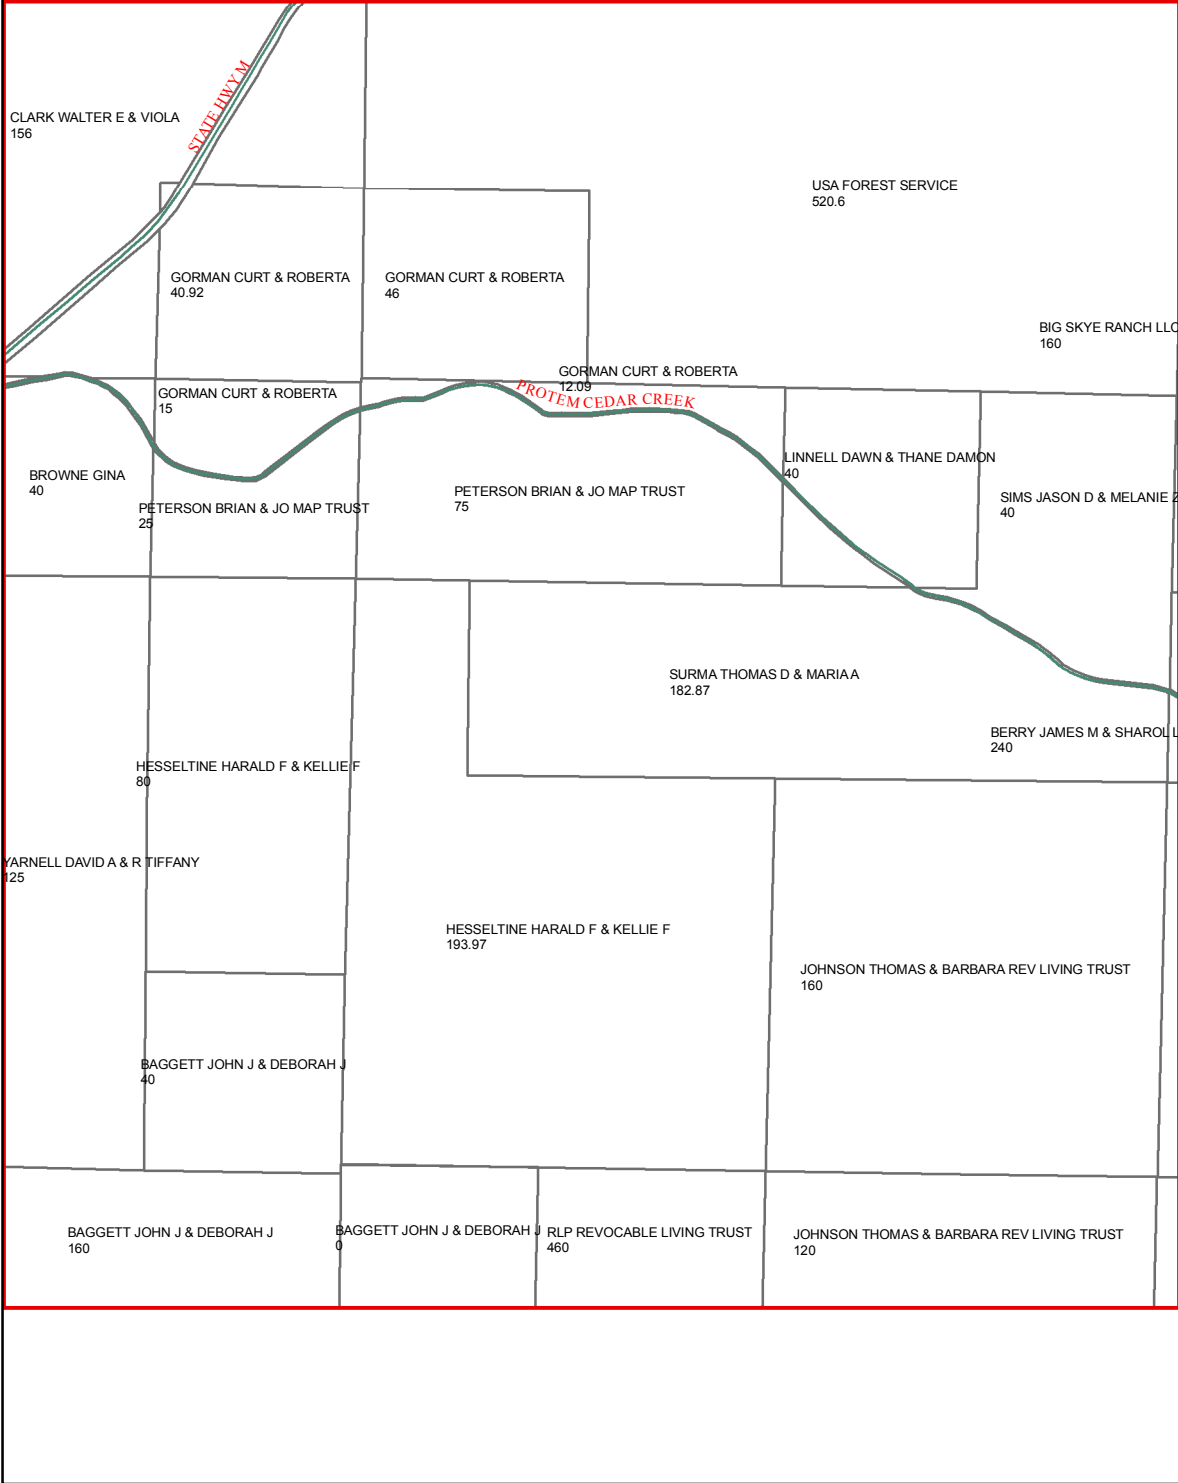 STATE HWY M
CLARK WALTER E & VIOLA
156
USA FOREST SERVICE
520.6
GORMAN CURT & ROBERTA
40.92
GORMAN CURT & ROBERTA
46
BIG SKYE RANCH LLC
160
GORMAN CURT & ROBERTA
12.09
PROTEM CEDAR CREEK
GORMAN CURT & ROBERTA
15
LINNELL DAWN & THANE DAMON
40
BROWNE GINA
40
PETERSON BRIAN & JO MAP TRUST
75
SIMS JASON D & MELANIE Z
40
PETERSON BRIAN & JO MAP TRUST
25
SURMA THOMAS D & MARIA A
182.87
BERRY JAMES M & SHAROL L
240
HESSELTINE HARALD F & KELLIE F
80
YARNELL DAVID A & R TIFFANY
125
HESSELTINE HARALD F & KELLIE F
193.97
JOHNSON THOMAS & BARBARA REV LIVING TRUST
160
BAGGETT JOHN J & DEBORAH J
40
BAGGETT JOHN J & DEBORAH J
160
BAGGETT JOHN J & DEBORAH J
0
RLP REVOCABLE LIVING TRUST
460
JOHNSON THOMAS & BARBARA REV LIVING TRUST
120